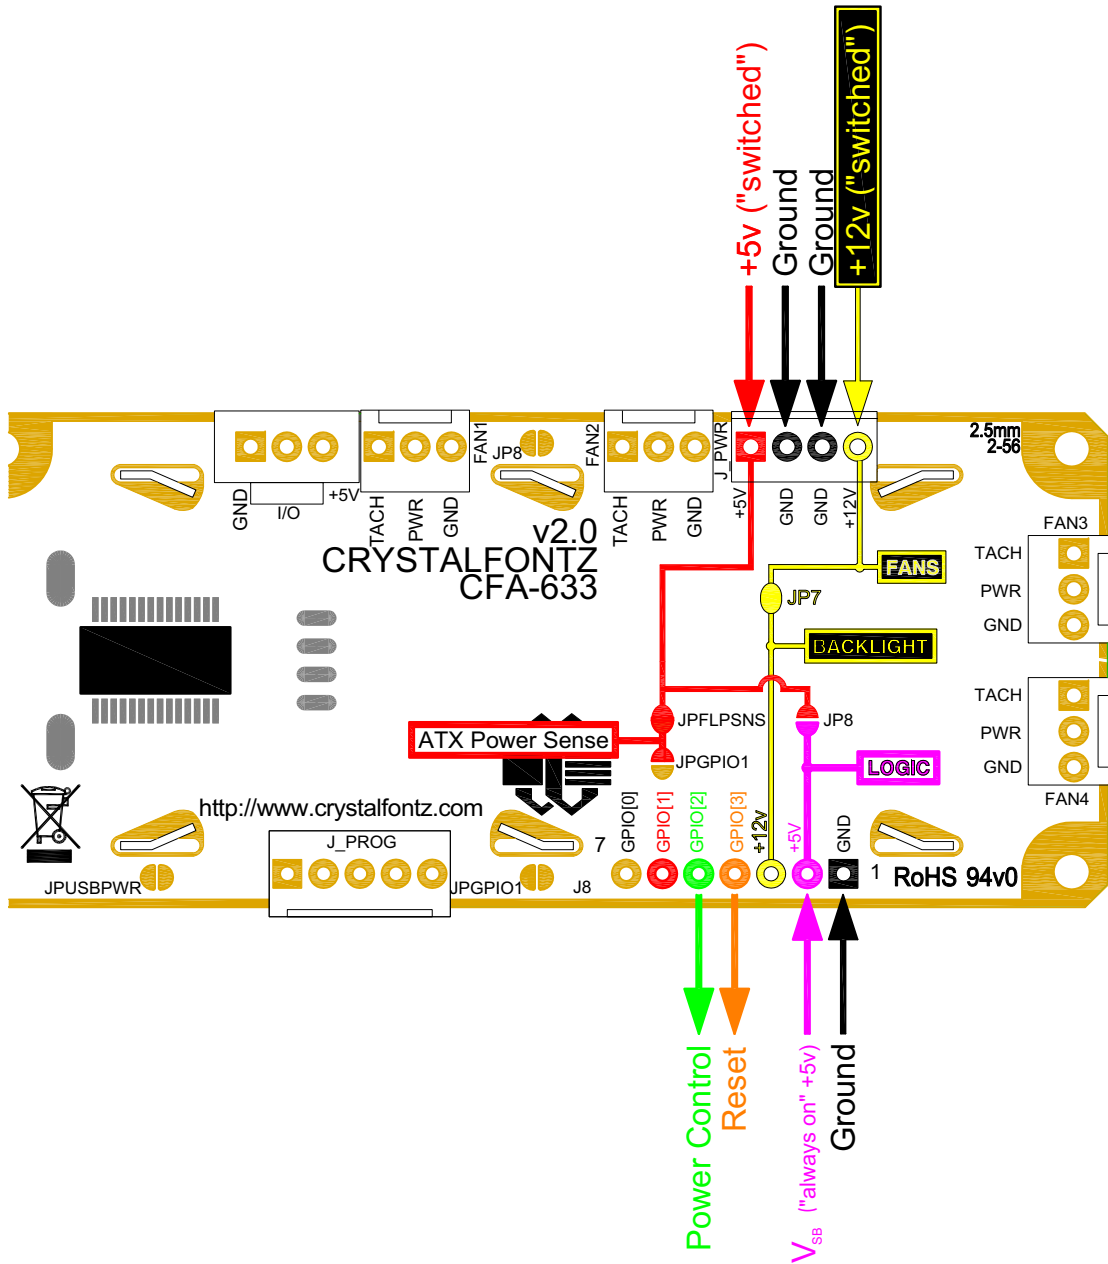 +5v ("switched")
Ground
Ground
+12v ("switched")
GND
I/O
+5V
TACH
PWR
GND
FAN1
JP8
FAN2
TACH
PWR
GND
J_PWR
+5V
GND
GND
+12V
2.5mm
2-56
v2.0
CRYSTALFONTZ
CFA-633
FANS
JP7
BACKLIGHT
FAN3
TACH
PWR
GND
TACH
PWR
GND
FAN4
JPFLPSNS
JP8
ATX Power Sense
JPGPIO1
LOGIC
http://www.crystalfontz.com
J_PROG
JPUSBPWR
JPGPIO1
J8
7
GPIO[0]
GPIO[1]
GPIO[2]
GPIO[3]
+12v
+5V
GND
1
RoHS 94v0
Power Control
Reset
VSB ("always on" +5v)
Ground